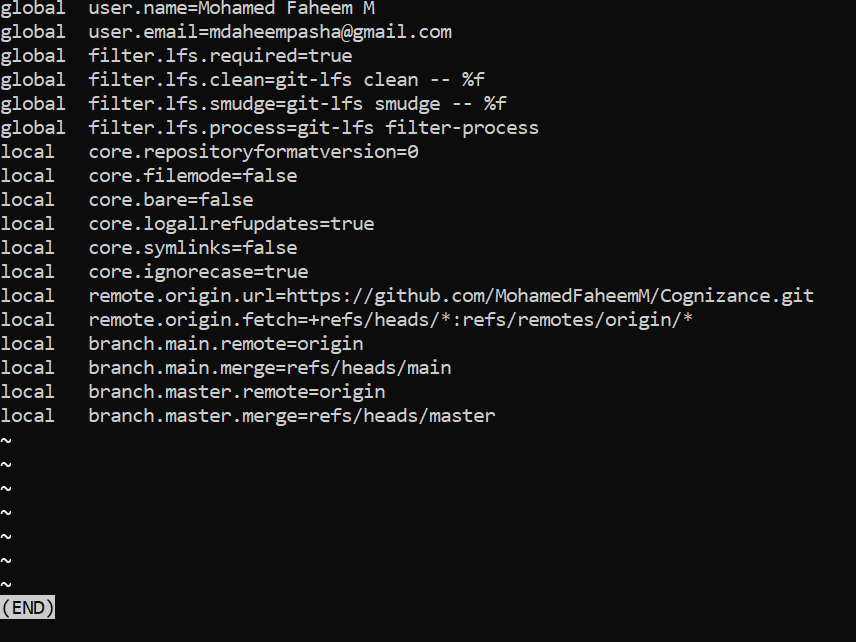 global  user.name=Mohamed Faheem M
global  user.email=mdaheempasha@gmail.com
global  filter.lfs.required=true
global  filter.lfs.clean=git-lfs clean -- %f
global  filter.lfs.smudge=git-lfs smudge -- %f
global  filter.lfs.process=git-lfs filter-process
local   core.repositoryformatversion=0
local   core.filemode=false
local   core.bare=false
local   core.logallrefupdates=true
local   core.symlinks=false
local   core.ignorecase=true
local   remote.origin.url=https://github.com/MohamedFaheemM/Cognizance.git
local   remote.origin.fetch=+refs/heads/*:refs/remotes/origin/*
local   branch.main.remote=origin
local   branch.main.merge=refs/heads/main
local   branch.master.remote=origin
local   branch.master.merge=refs/heads/master
~
~
~
~
~
~
~
(END)